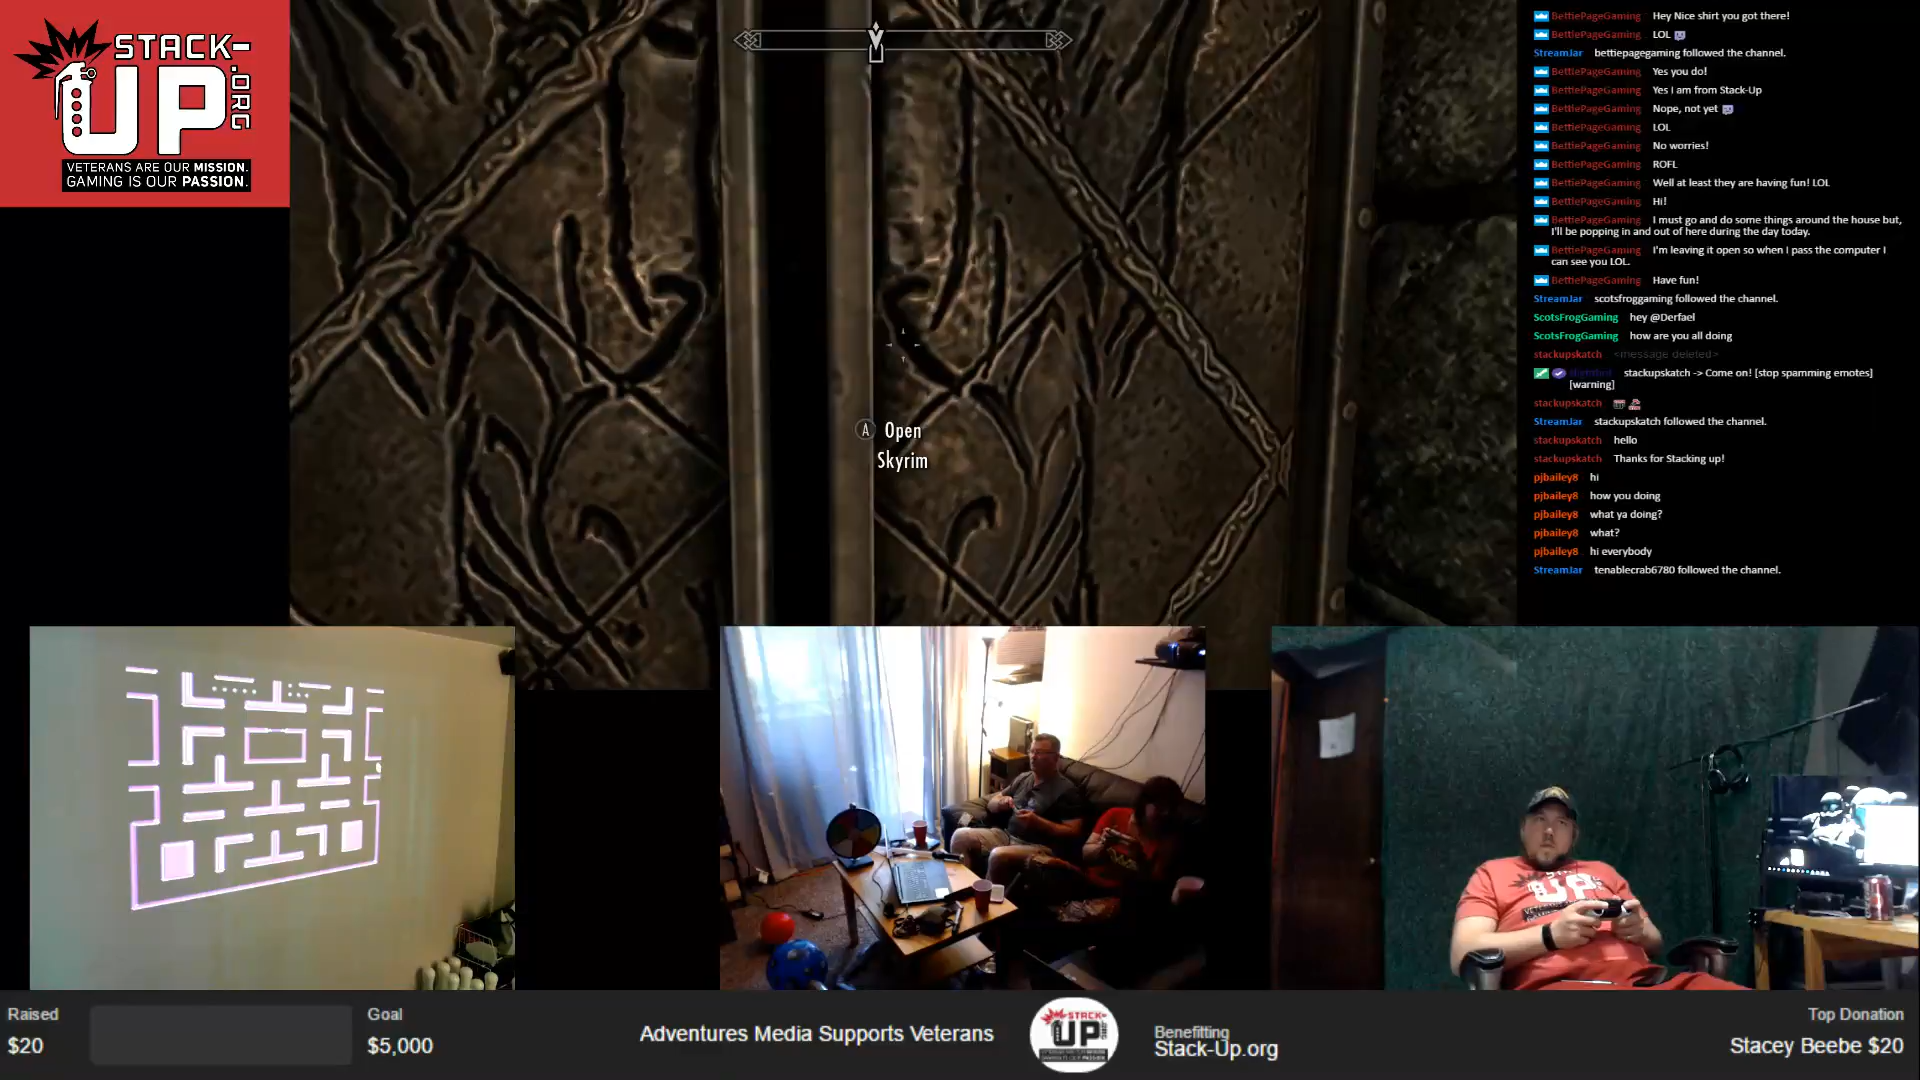 STACK-
UP
.ORG
VETERANS ARE OUR MISSION.
GAMING IS OUR PASSION.
A Open
Skyrim
BettiePageGaming Hey Nice shirt you got there!
BettiePageGaming LOL
StreamJar bettiepagegaming followed the channel.
BettiePageGaming Yes you do!
BettiePageGaming Yes I am from Stack-Up
BettiePageGaming Nope, not yet
BettiePageGaming LOL
BettiePageGaming No worries!
BettiePageGaming ROFL
BettiePageGaming Well at least they are having fun! LOL
BettiePageGaming Hi!
BettiePageGaming I must go and do some things around the house but,
I'll be popping in and out of here during the day today.
BettiePageGaming I'm leaving it open so when I pass the computer I
can see you LOL.
BettiePageGaming Have fun!
StreamJar scotsfroggaming followed the channel.
ScotsFrogGaming hey @Derfael
ScotsFrogGaming how are you all doing
stackupskatch <message deleted>
stackupskatch -> Come on! [stop spamming emotes]
[warning]
stackupskatch
StreamJar stackupskatch followed the channel.
stackupskatch hello
stackupskatch Thanks for Stacking up!
pjbailey8 hi
pjbailey8 how you doing
pjbailey8 what ya doing?
pjbailey8 what?
pjbailey8 hi everybody
StreamJar tenablecrab6780 followed the channel.
UP
Raised
$20
Goal
$5,000
Adventures Media Supports Veterans
STACK-
UP
Benefitting
Stack-Up.org
Top Donation
Stacey Beebe $20